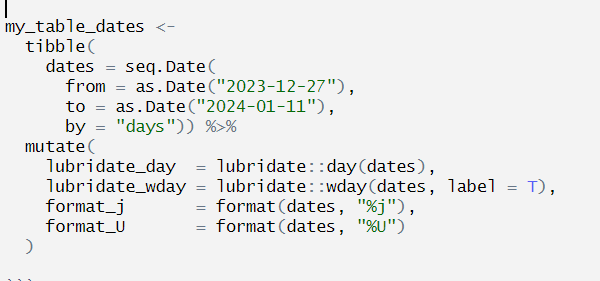 my_table_dates <-
  tibble(
    dates = seq.Date(
      from = as.Date("2023-12-27"),
      to = as.Date("2024-01-11"),
      by = "days")) %>%
  mutate(
    lubridate_day  = lubridate::day(dates),
    lubridate_wday = lubridate::wday(dates, label = T),
    format_j       = format(dates, "%j"),
    format_U       = format(dates, "%U")
  )
```